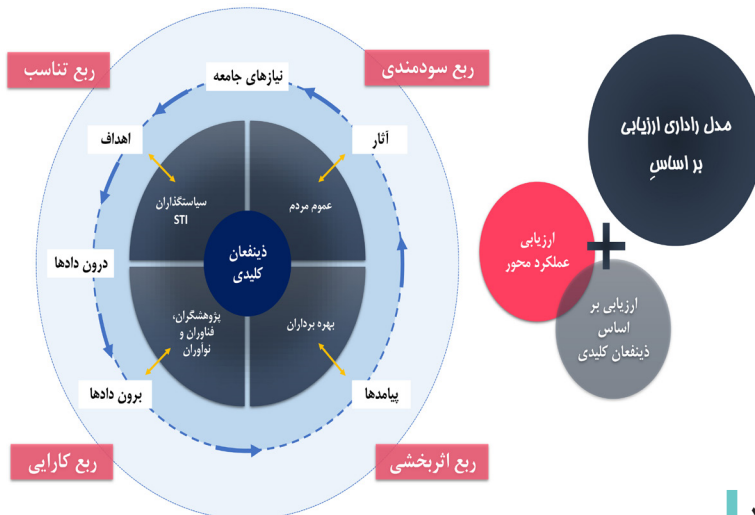 مدل راداری ارزیابی
بر اساسِ
ارزیابی
عملکرد محور
+
ارزیابی بر
اساس
ذینفعان کلیدی
ربع سودمندی
ربع تناسب
نیازهای جامعه
آثار
اهداف
عموم مردم
سیاستگذاران
STI
ذینفعان
کلیدی
درون دادها
پژوهشگران،
فناوران و
نوآوران
بهره برداران
برون دادها
پیامدها
ربع اثربخشی
ربع کارایی